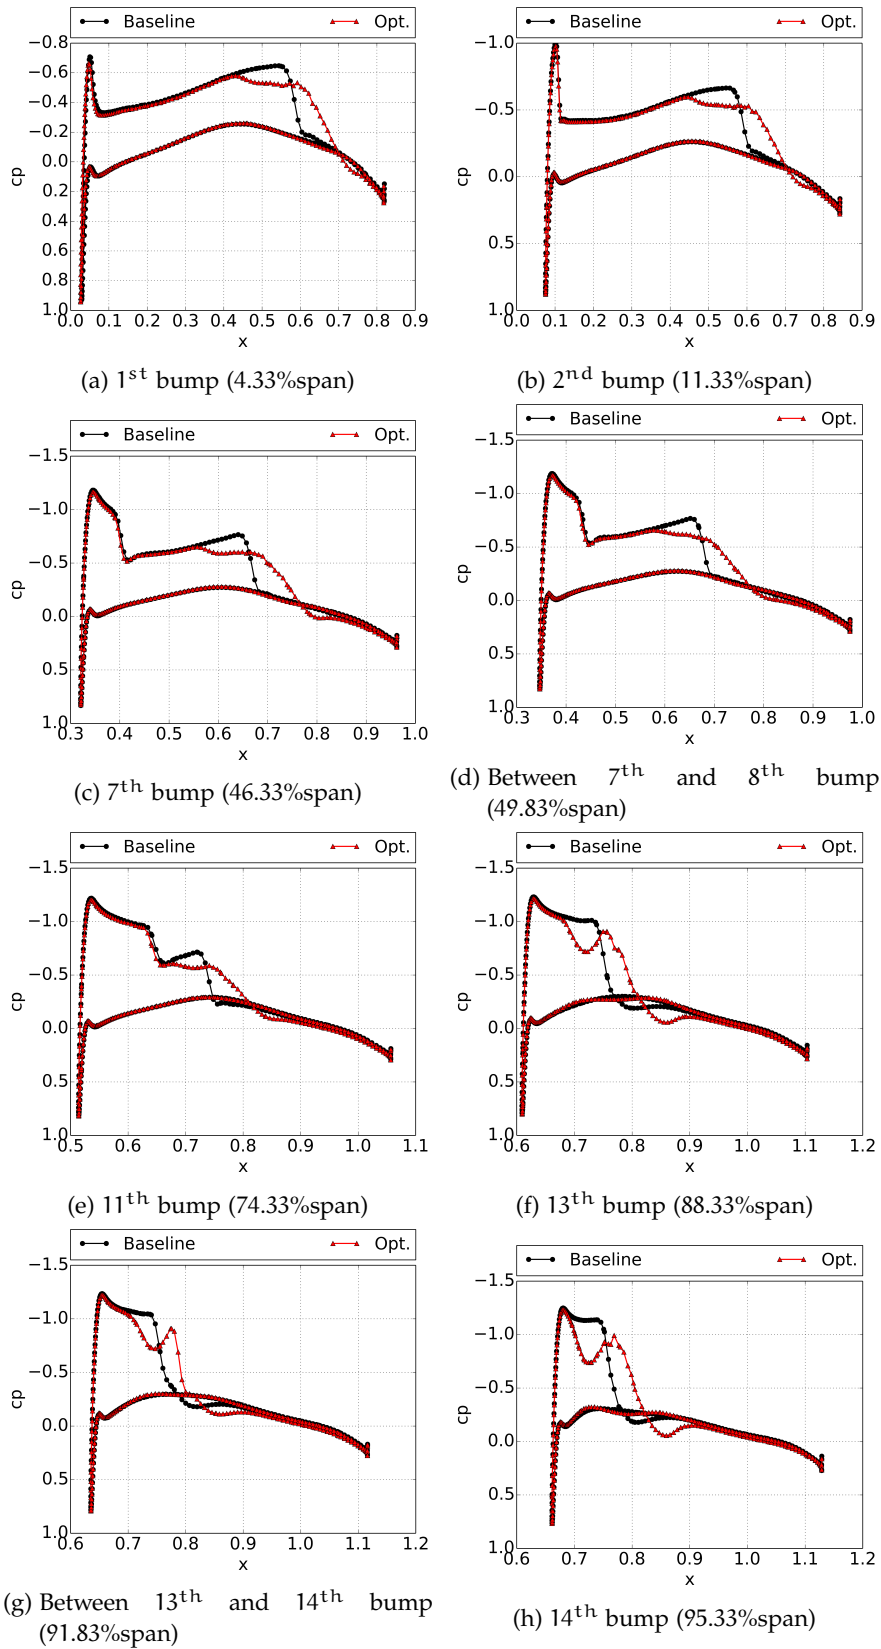 Baseline Opt.
−0.8
−0.6
−0.4
−0.2
0.0
0.2
0.4
0.6
0.8
1.0
cp
0.0 0.1 0.2 0.3 0.4 0.5 0.6 0.7 0.8 0.9
x
(a) 1st bump (4.33%span)
Baseline Opt.
−1.0
−0.5
0.0
0.5
1.0
cp
0.0 0.1 0.2 0.3 0.4 0.5 0.6 0.7 0.8 0.9
x
(b) 2nd bump (11.33%span)
Baseline Opt.
−1.5
−1.0
−0.5
0.0
0.5
1.0
cp
0.3 0.4 0.5 0.6 0.7 0.8 0.9 1.0
x
(c) 7th bump (46.33%span)
Baseline Opt.
−1.5
−1.0
−0.5
0.0
0.5
1.0
cp
0.3 0.4 0.5 0.6 0.7 0.8 0.9 1.0
x
(d) Between 7th and 8th bump
(49.83%span)
Baseline Opt.
−1.5
−1.0
−0.5
0.0
0.5
1.0
cp
0.5 0.6 0.7 0.8 0.9 1.0 1.1
x
(e) 11th bump (74.33%span)
Baseline Opt.
−1.5
−1.0
−0.5
0.0
0.5
1.0
cp
0.6 0.7 0.8 0.9 1.0 1.1 1.2
x
(f) 13th bump (88.33%span)
Baseline Opt.
−1.5
−1.0
−0.5
0.0
0.5
1.0
cp
0.6 0.7 0.8 0.9 1.0 1.1 1.2
x
(g) Between 13th and 14th bump
(91.83%span)
Baseline Opt.
−1.5
−1.0
−0.5
0.0
0.5
1.0
cp
0.6 0.7 0.8 0.9 1.0 1.1 1.2
x
(h) 14th bump (95.33%span)